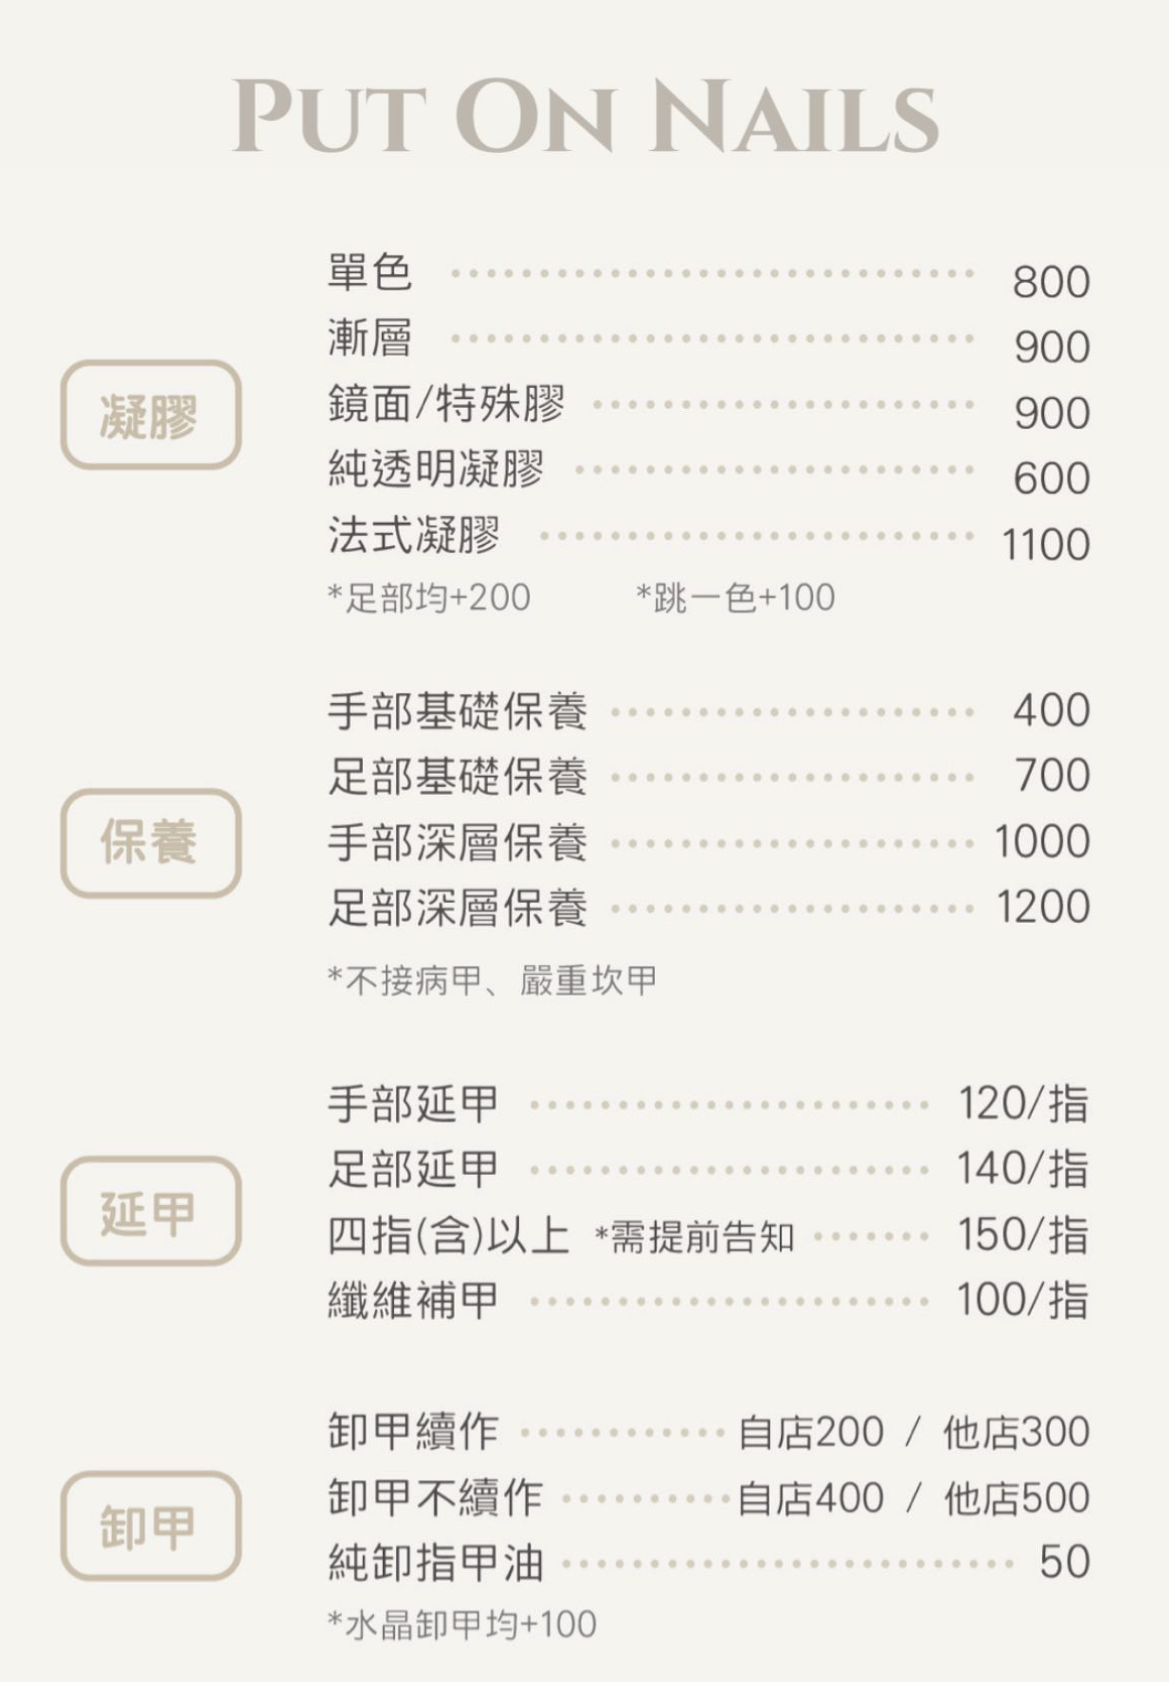 PUT ON NAILS
凝膠
單色 800
漸層 900
鏡面/特殊膠 900
純透明凝膠 600
法式凝膠 1100
*足部均+200 *跳一色+100
保養
手部基礎保養 400
足部基礎保養 700
手部深層保養 1000
足部深層保養 1200
*不接病甲、嚴重坎甲
延甲
手部延甲 120/指
足部延甲 140/指
四指(含)以上 *需提前告知 150/指
纖維補甲 100/指
卸甲
卸甲續作 自店200 / 他店300
卸甲不續作 自店400 / 他店500
純卸指甲油 50
*水晶卸甲均+100